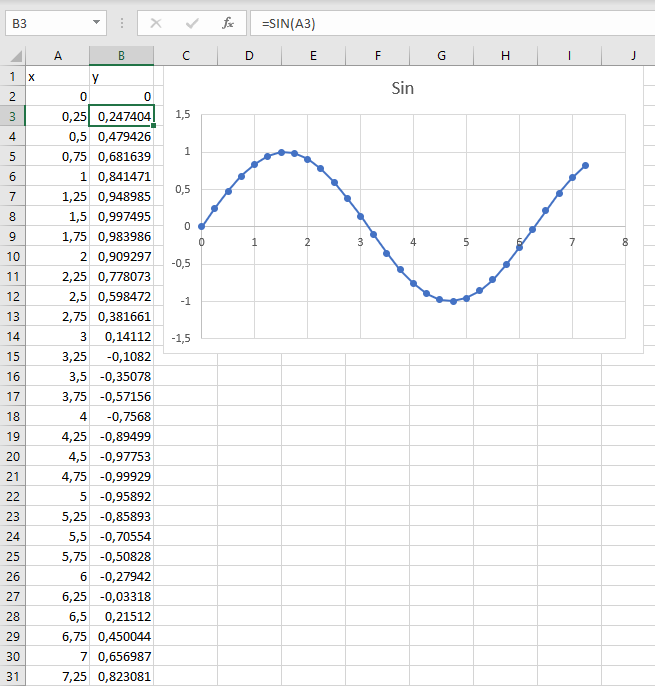 B3 fx =SIN(A3)
A B C D E F G H I J
1 x y
2 0 0
3 0,25 0,247404
4 0,5 0,479426
5 0,75 0,681639
6 1 0,841471
7 1,25 0,948985
8 1,5 0,997495
9 1,75 0,983986
10 2 0,909297
11 2,25 0,778073
12 2,5 0,598472
13 2,75 0,381661
14 3 0,14112
15 3,25 -0,1082
16 3,5 -0,35078
17 3,75 -0,57156
18 4 -0,7568
19 4,25 -0,89499
20 4,5 -0,97753
21 4,75 -0,99929
22 5 -0,95892
23 5,25 -0,85893
24 5,5 -0,70554
25 5,75 -0,50828
26 6 -0,27942
27 6,25 -0,03318
28 6,5 0,21512
29 6,75 0,450044
30 7 0,656987
31 7,25 0,823081
Sin
1,5
1
0,5
0
-0,5
-1
-1,5
0 1 2 3 4 5 6 7 8